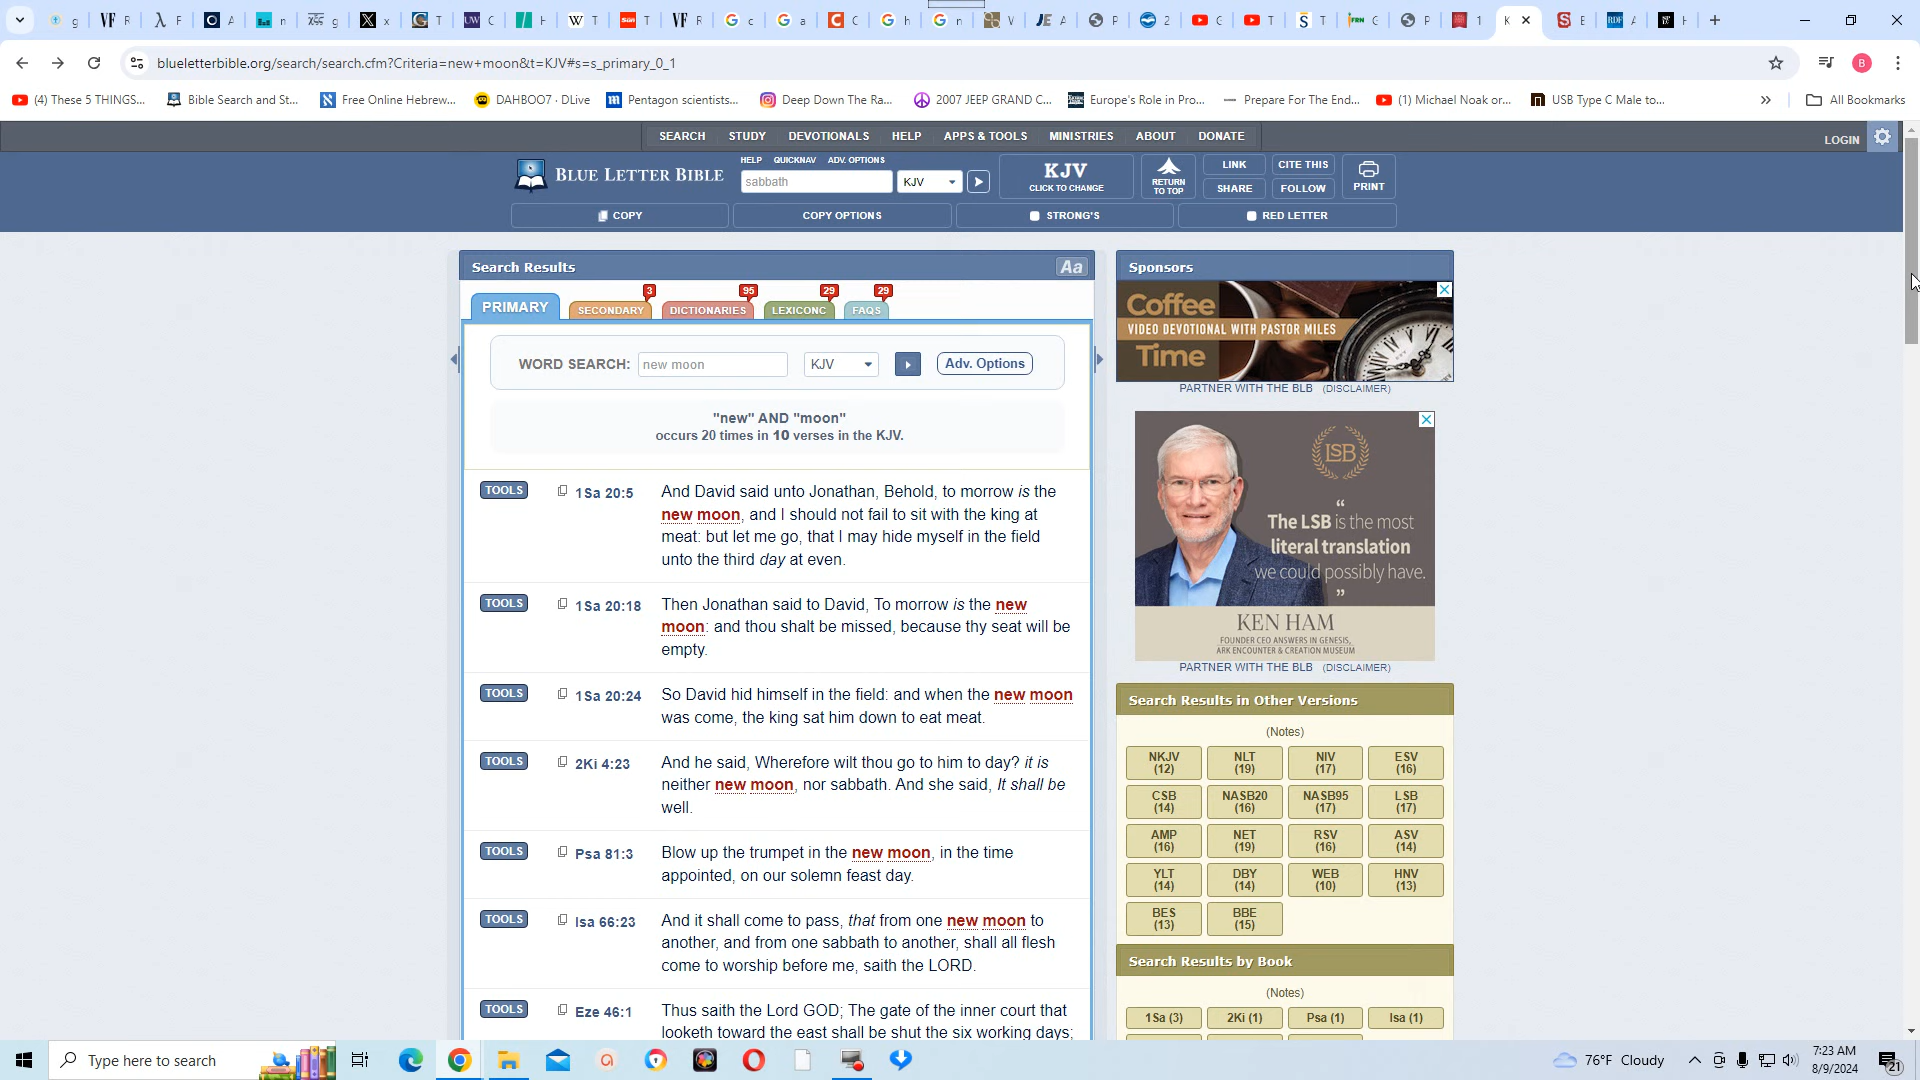 g
VF R
F
A
n
g
x
T
C
H
T
T
R
c
a
C
h
n
V
A
P
2
G
T
T
G
P
1
K
E
A
H
blueletterbible.org/search/search.cfm?Criteria=new+moon&t=KJV#s=s_primary_0_1
B
(4) These 5 THINGS...
Bible Search and St...
Free Online Hebrew...
DAHBOO7 · DLive
Pentagon scientists...
Deep Down The Ra...
2007 JEEP GRAND C...
Europe's Role in Pro...
Prepare For The End...
(1) Michael Noak or...
USB Type C Male to...
» All Bookmarks
SEARCH STUDY DEVOTIONALS HELP APPS & TOOLS MINISTRIES ABOUT DONATE
LOGIN
BLUE LETTER BIBLE
HELP QUICKNAV ADV. OPTIONS
sabbath KJV
KJV
CLICK TO CHANGE
RETURN
TO TOP
LINK CITE THIS
SHARE FOLLOW
PRINT
COPY COPY OPTIONS STRONG'S RED LETTER
Search Results Aa
PRIMARY
SECONDARY 3
DICTIONARIES 95
LEXICONC 29
FAQS 29
WORD SEARCH: new moon KJV Adv. Options
"new" AND "moon"
occurs 20 times in 10 verses in the KJV.
TOOLS 1Sa 20:5 And David said unto Jonathan, Behold, to morrow is the
new moon, and I should not fail to sit with the king at
meat: but let me go, that I may hide myself in the field
unto the third day at even.
TOOLS 1Sa 20:18 Then Jonathan said to David, To morrow is the new
moon: and thou shalt be missed, because thy seat will be
empty.
TOOLS 1Sa 20:24 So David hid himself in the field: and when the new moon
was come, the king sat him down to eat meat.
TOOLS 2Ki 4:23 And he said, Wherefore wilt thou go to him to day? it is
neither new moon, nor sabbath. And she said, It shall be
well.
TOOLS Psa 81:3 Blow up the trumpet in the new moon, in the time
appointed, on our solemn feast day.
TOOLS Isa 66:23 And it shall come to pass, that from one new moon to
another, and from one sabbath to another, shall all flesh
come to worship before me, saith the LORD.
TOOLS Eze 46:1 Thus saith the Lord GOD; The gate of the inner court that
looketh toward the east shall be shut the six working days;
Sponsors
Coffee
VIDEO DEVOTIONAL WITH PASTOR MILES
Time
PARTNER WITH THE BLB (DISCLAIMER)
LSB
“
The LSB is the most
literal translation
we could possibly have.
”
KEN HAM
FOUNDER CEO ANSWERS IN GENESIS,
ARK ENCOUNTER & CREATION MUSEUM
PARTNER WITH THE BLB (DISCLAIMER)
Search Results in Other Versions
(Notes)
NKJV (12) NLT (19) NIV (17) ESV (16)
CSB (14) NASB20 (16) NASB95 (17) LSB (17)
AMP (16) NET (19) RSV (16) ASV (14)
YLT (14) DBY (14) WEB (10) HNV (13)
BES (13) BBE (15)
Search Results by Book
(Notes)
1Sa (3) 2Ki (1) Psa (1) Isa (1)
Type here to search
76°F Cloudy
7:23 AM
8/9/2024
21